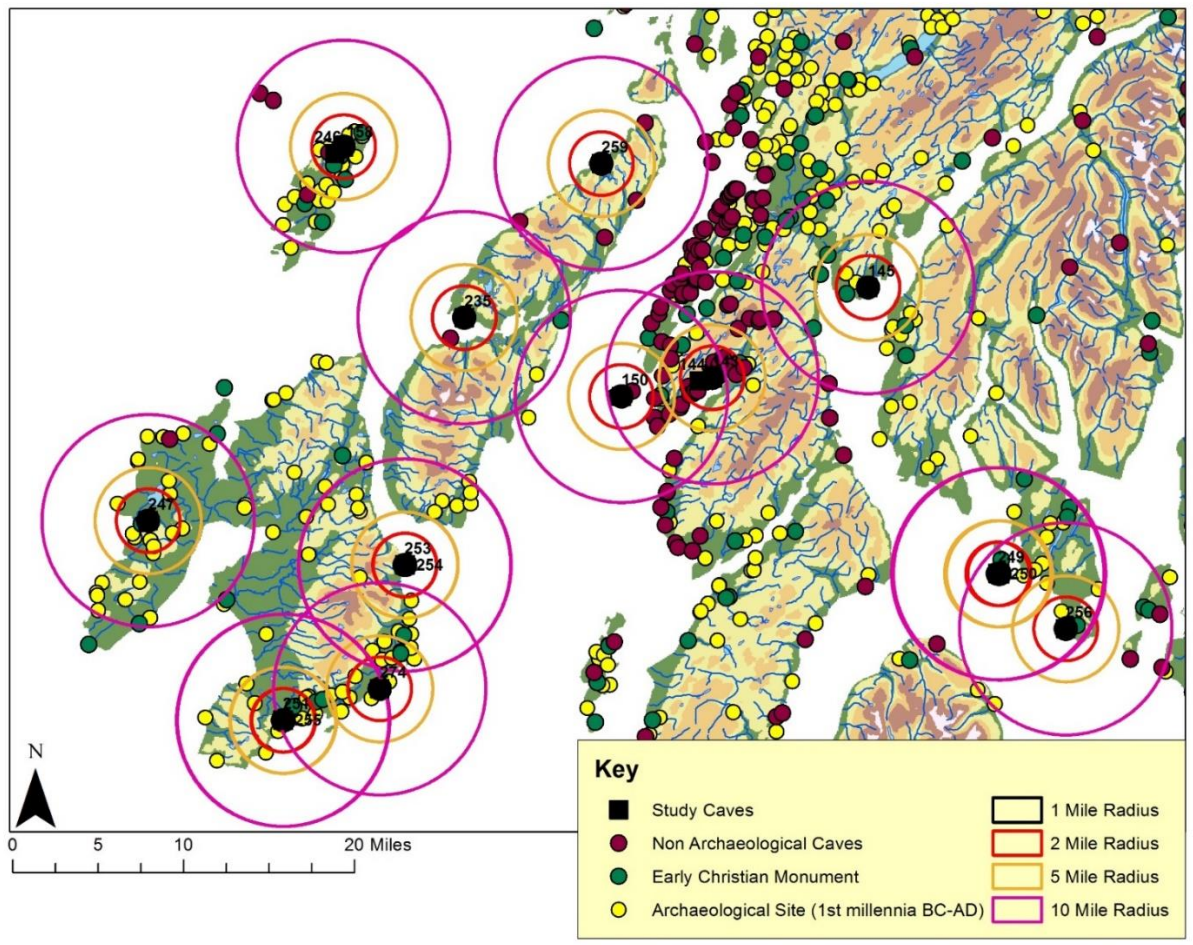 246
158
259
145
235
144
150
247
253
254
249
250
256
274
255
N
0 5 10 20 Miles
Key
Study Caves
1 Mile Radius
Non Archaeological Caves
2 Mile Radius
Early Christian Monument
5 Mile Radius
Archaeological Site (1st millennia BC-AD)
10 Mile Radius